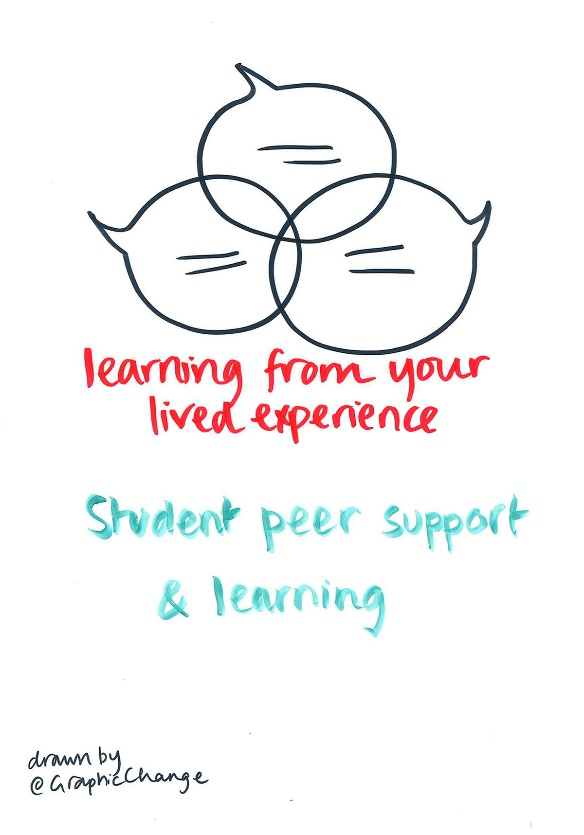 learning from your
lived experience
Student peer support
& learning
drawn by
@GraphicChange